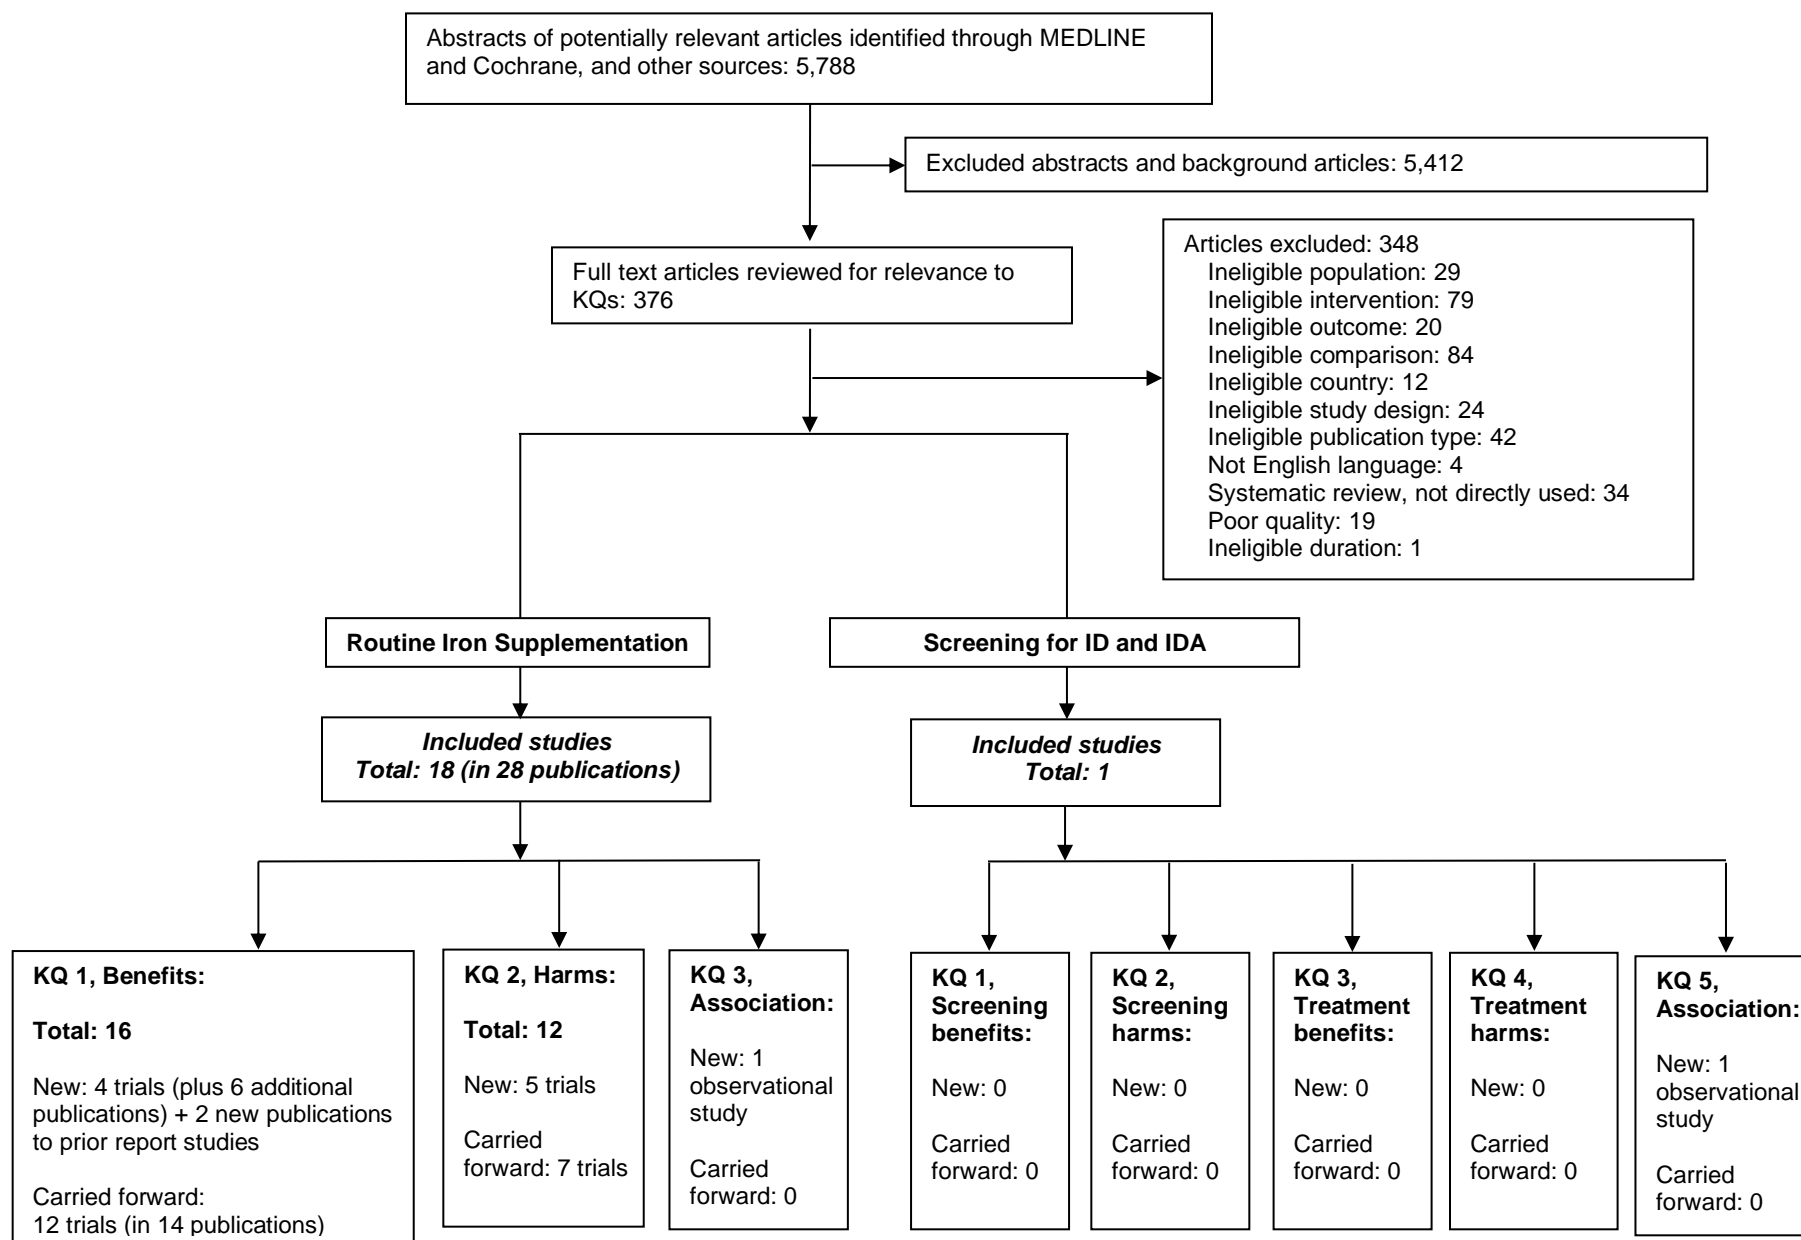 Abstracts of potentially relevant articles identified through MEDLINE
and Cochrane, and other sources: 5,788
Excluded abstracts and background articles: 5,412
Full text articles reviewed for relevance to
KQs: 376
Articles excluded: 348
Ineligible population: 29
Ineligible intervention: 79
Ineligible outcome: 20
Ineligible comparison: 84
Ineligible country: 12
Ineligible study design: 24
Ineligible publication type: 42
Not English language: 4
Systematic review, not directly used: 34
Poor quality: 19
Ineligible duration: 1
Routine Iron Supplementation
Screening for ID and IDA
Included studies
Total: 18 (in 28 publications)
Included studies
Total: 1
KQ 1, Benefits:
Total: 16
New: 4 trials (plus 6 additional
publications) + 2 new publications
to prior report studies
Carried forward:
12 trials (in 14 publications)
KQ 2, Harms:
Total: 12
New: 5 trials
Carried
forward: 7 trials
KQ 3,
Association:
New: 1
observational
study
Carried
forward: 0
KQ 1,
Screening
benefits:
New: 0
Carried
forward: 0
KQ 2,
Screening
harms:
New: 0
Carried
forward: 0
KQ 3,
Treatment
benefits:
New: 0
Carried
forward: 0
KQ 4,
Treatment
harms:
New: 0
Carried
forward: 0
KQ 5,
Association:
New: 1
observational
study
Carried
forward: 0